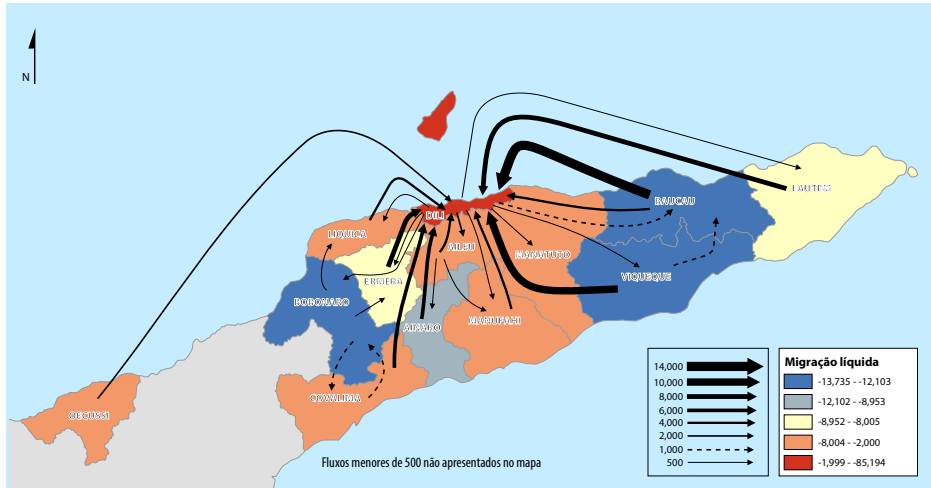 N
LAUTEM
BAUCAU
DILI
LIQUICA
AILEU
MANATUTO
VIQUEQUE
ERMERA
BOBONARO
AINARO
MANUFAHI
COVALIMA
OECUSSI
Fluxos menores de 500 não apresentados no mapa
14,000
10,000
8,000
6,000
4,000
2,000
1,000
500
Migração líquida
-13,735 - -12,103
-12,102 - -8,953
-8,952 - -8,005
-8,004 - -2,000
-1,999 - -85,194